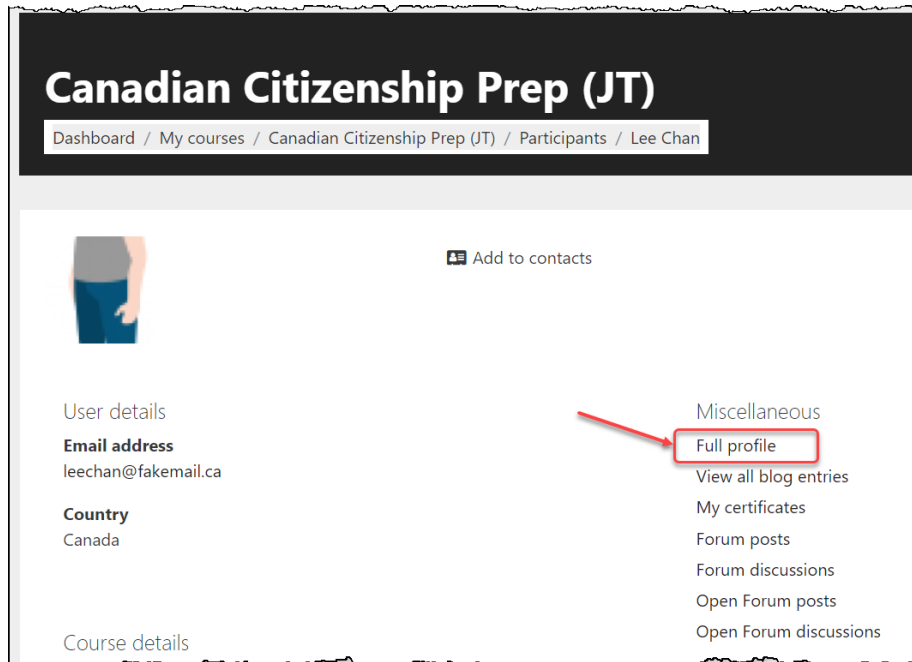 Canadian Citizenship Prep (JT)
Dashboard / My courses / Canadian Citizenship Prep (JT) / Participants / Lee Chan
Add to contacts
User details
Email address
leechan@fakemail.ca
Country
Canada
Course details
Miscellaneous
Full profile
View all blog entries
My certificates
Forum posts
Forum discussions
Open Forum posts
Open Forum discussions